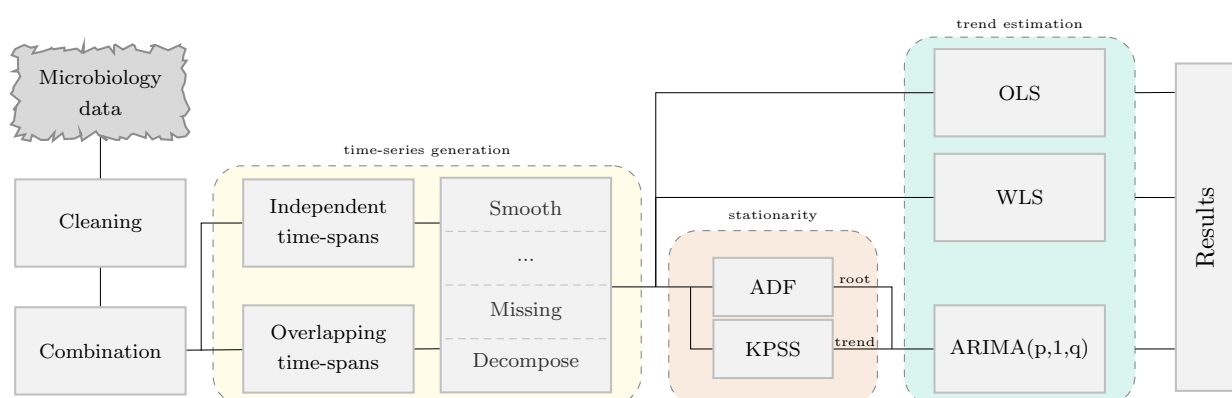 Microbiology
data
Cleaning
Combination
time-series generation
Independent
time-spans
Overlapping
time-spans
Smooth
...
Missing
Decompose
stationarity
ADF
root
KPSS
trend
trend estimation
OLS
WLS
ARIMA(p,1,q)
Results